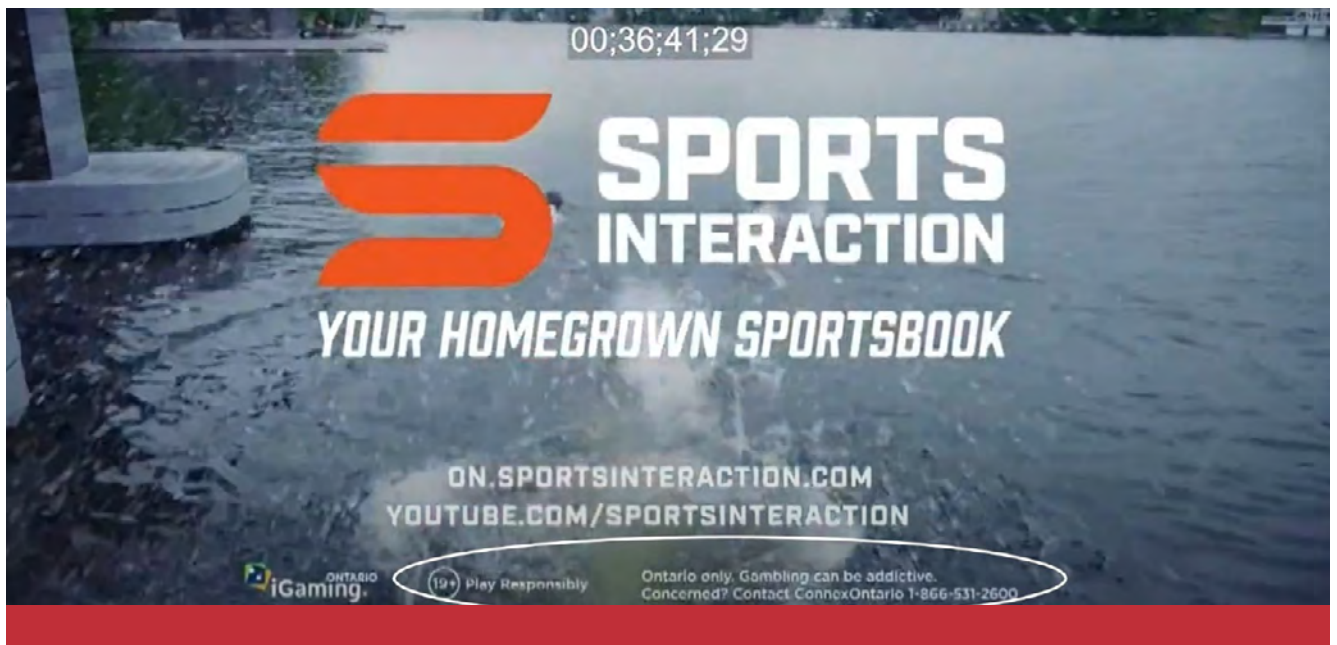 00;36;41;29
SPORTS
INTERACTION
YOUR HOMEGROWN SPORTSBOOK
ON.SPORTSINTERACTION.COM
YOUTUBE.COM/SPORTSINTERACTION
ONTARIO
iGaming.
19+ Play Responsibly
Ontario only. Gambling can be addictive.
Concerned? Contact ConnexOntario 1-866-531-2600